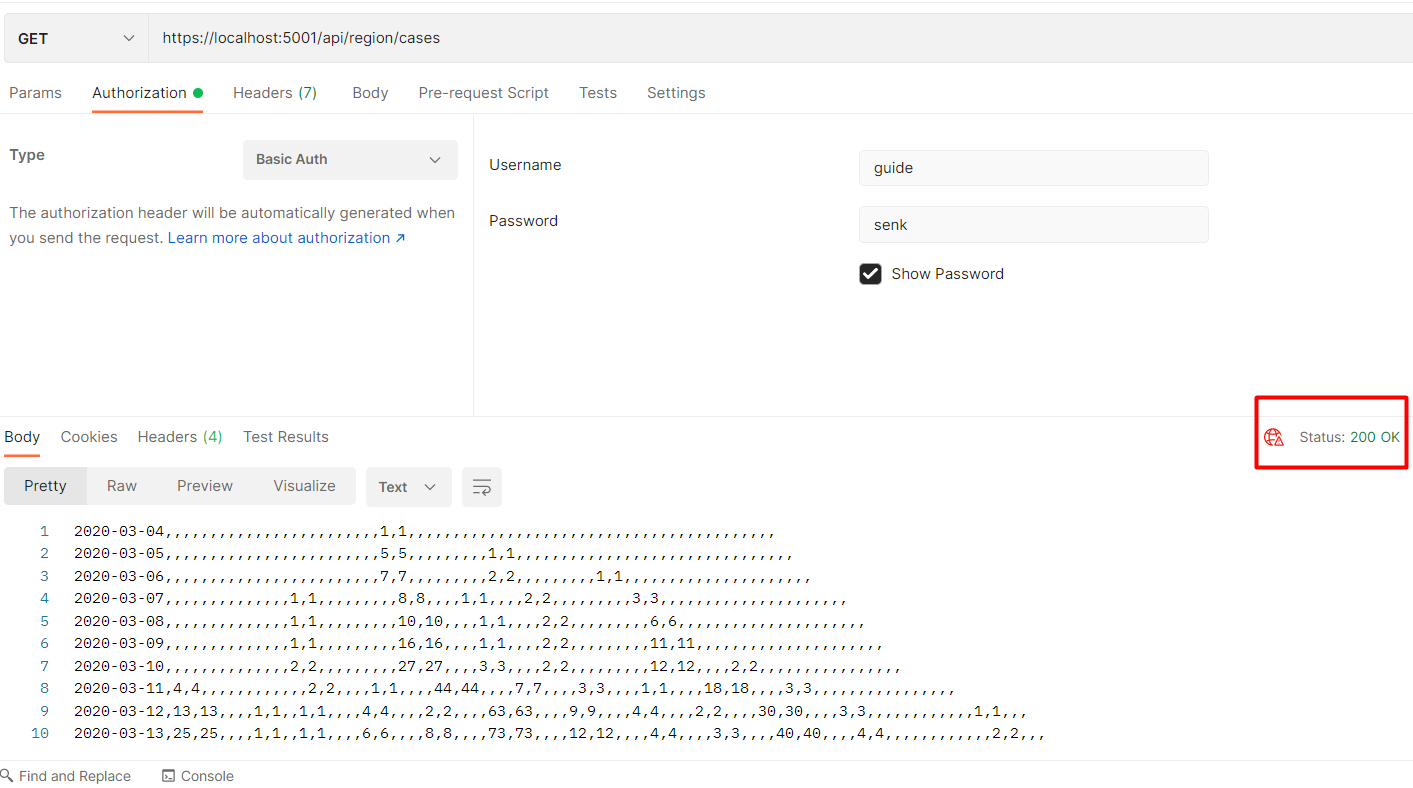 GET https://localhost:5001/api/region/cases
Params Authorization Headers (7) Body Pre-request Script Tests Settings
Type Basic Auth
The authorization header will be automatically generated when
you send the request. Learn more about authorization ↗
Username guide
Password senk
Show Password
Body Cookies Headers (4) Test Results Status: 200 OK
Pretty Raw Preview Visualize Text
1 2020-03-04,,,,,,,,,,,,,,,,,,,,,,,,1,1,,,,,,,,,,,,,,,,,,,,,,,,,,,,,,,,,,,,,,,,,
2 2020-03-05,,,,,,,,,,,,,,,,,,,,,,,,5,5,,,,,,,,,1,1,,,,,,,,,,,,,,,,,,,,,,,,,,,,,,,
3 2020-03-06,,,,,,,,,,,,,,,,,,,,,,,,7,7,,,,,,,,,2,2,,,,,,,,,1,1,,,,,,,,,,,,,,,,,,,,,
4 2020-03-07,,,,,,,,,,,,,,1,1,,,,,,,,,8,8,,,,1,1,,,,2,2,,,,,,,,,3,3,,,,,,,,,,,,,,,,,,,,,
5 2020-03-08,,,,,,,,,,,,,,1,1,,,,,,,,,10,10,,,,1,1,,,,2,2,,,,,,,,,6,6,,,,,,,,,,,,,,,,,,,,,
6 2020-03-09,,,,,,,,,,,,,,1,1,,,,,,,,,16,16,,,,1,1,,,,2,2,,,,,,,,,11,11,,,,,,,,,,,,,,,,,,,,,
7 2020-03-10,,,,,,,,,,,,,,2,2,,,,,,,,,27,27,,,,3,3,,,,2,2,,,,,,,,,12,12,,,,2,2,,,,,,,,,,,,,,,,
8 2020-03-11,4,4,,,,,,,,,,,,2,2,,,,1,1,,,,44,44,,,,7,7,,,,3,3,,,,1,1,,,,18,18,,,,3,3,,,,,,,,,,,,,,,,
9 2020-03-12,13,13,,,,1,1,,1,1,,,,4,4,,,,2,2,,,,63,63,,,,9,9,,,,4,4,,,,2,2,,,,30,30,,,,3,3,,,,,,,,,,,,1,1,,,
10 2020-03-13,25,25,,,,1,1,,1,1,,,,6,6,,,,8,8,,,,73,73,,,,12,12,,,,4,4,,,,3,3,,,,40,40,,,,4,4,,,,,,,,,,,,2,2,,,
Find and Replace Console